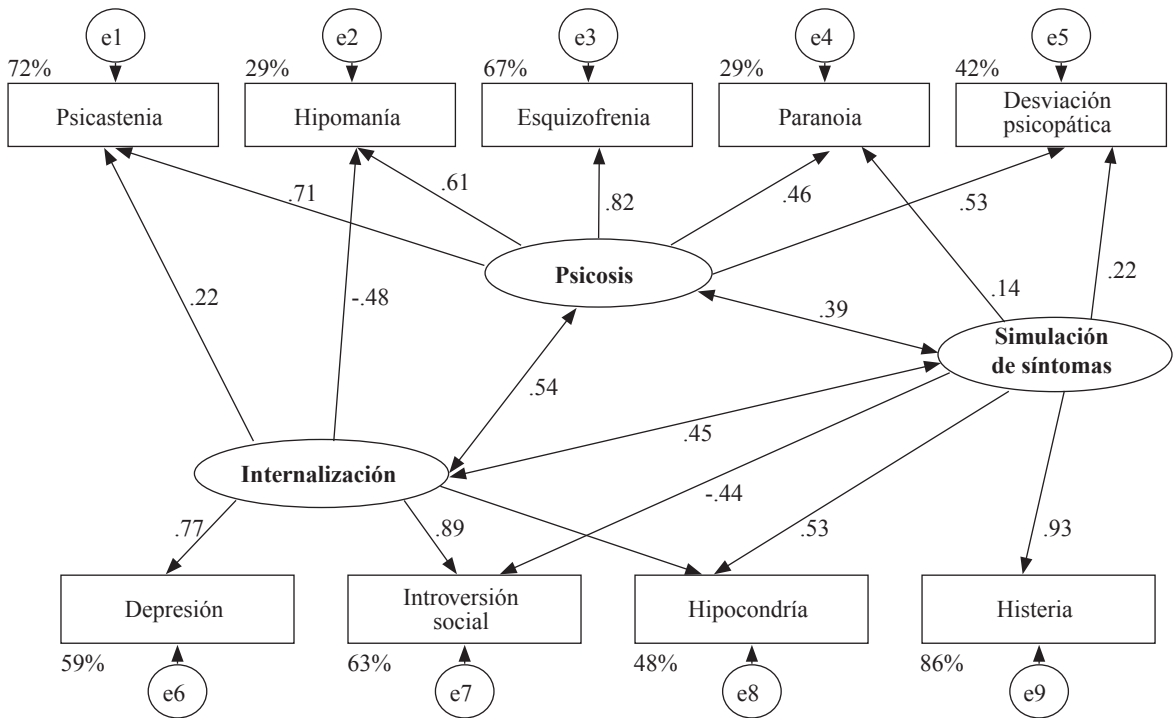 e1
e2
e3
e4
e5
72%
29%
67%
29%
42%
Psicastenia
Hipomanía
Esquizofrenia
Paranoia
Desviación
psicopática
.71
.61
.82
.46
.53
Psicosis
.22
-.48
.39
.14
.22
Simulación
de síntomas
.54
.45
Internalización
-.44
.77
.89
.53
.93
Depresión
Introversión
social
Hipocondría
Histeria
59%
63%
48%
86%
e6
e7
e8
e9